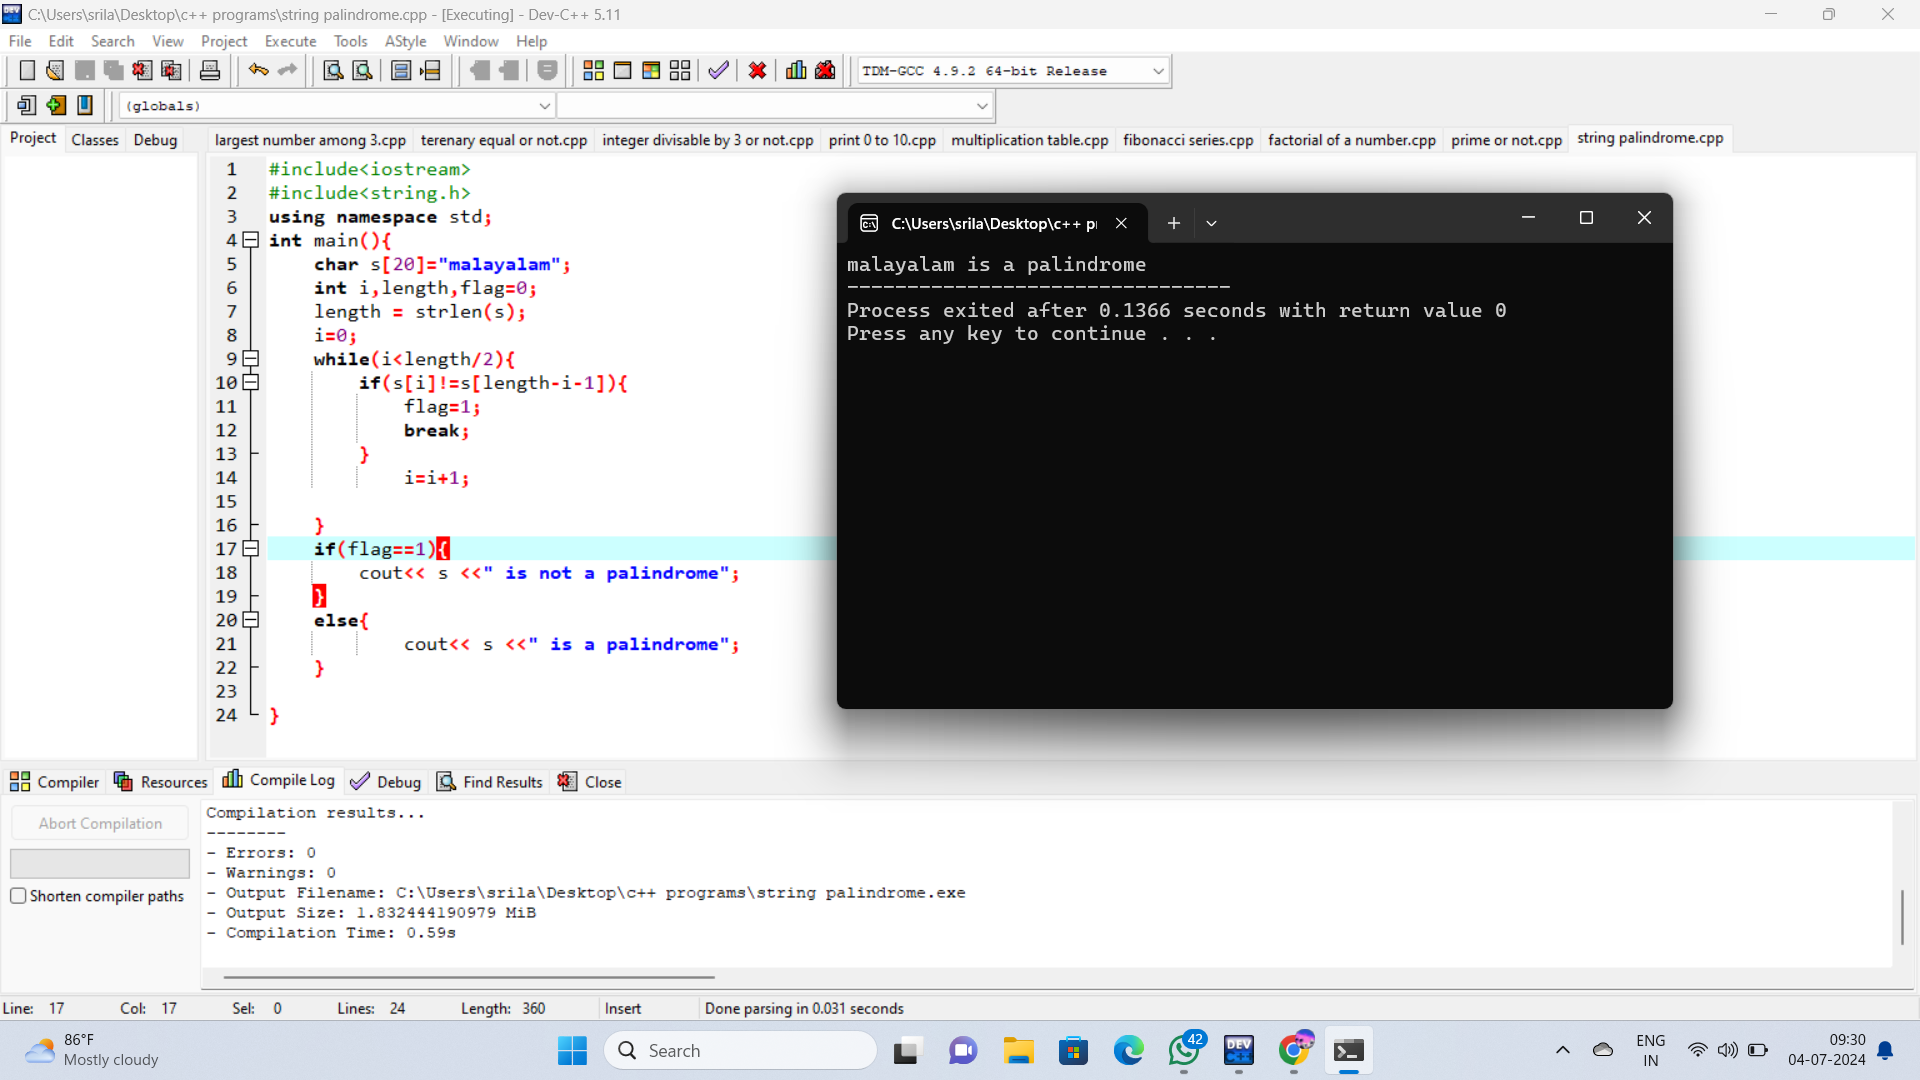 C:\Users\srila\Desktop\c++ programs\string palindrome.cpp - [Executing] - Dev-C++ 5.11
File Edit Search View Project Execute Tools AStyle Window Help
TDM-GCC 4.9.2 64-bit Release
(globals)
Project Classes Debug largest number among 3.cpp terenary equal or not.cpp integer divisable by 3 or not.cpp print 0 to 10.cpp multiplication table.cpp fibonacci series.cpp factorial of a number.cpp prime or not.cpp string palindrome.cpp
1 #include<iostream>
2 #include<string.h>
3 using namespace std;
4 int main(){
5 char s[20]="malayalam";
6 int i,length,flag=0;
7 length = strlen(s);
8 i=0;
9 while(i<length/2){
10 if(s[i]!=s[length-i-1]){
11 flag=1;
12 break;
13 }
14 i=i+1;
15
16 }
17 if(flag==1){
18 cout<< s <<" is not a palindrome";
19 }
20 else{
21 cout<< s <<" is a palindrome";
22 }
23
24 }
C:\Users\srila\Desktop\c++ p
malayalam is a palindrome
--------------------------------
Process exited after 0.1366 seconds with return value 0
Press any key to continue . . .
Compiler Resources Compile Log Debug Find Results Close
Abort Compilation
Shorten compiler paths
Compilation results...
--------
- Errors: 0
- Warnings: 0
- Output Filename: C:\Users\srila\Desktop\c++ programs\string palindrome.exe
- Output Size: 1.832444190979 MiB
- Compilation Time: 0.59s
Line: 17 Col: 17 Sel: 0 Lines: 24 Length: 360 Insert Done parsing in 0.031 seconds
86°F
Mostly cloudy
Search
42
DEV
C++
ENG
IN
09:30
04-07-2024